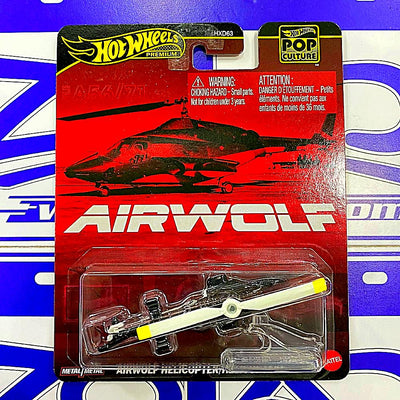 HOT WHEELS
PREMIUM
HXD63
HOT WHEELS
POP
CULTURE
WARNING:
CHOKING HAZARD – Small parts.
Not for children under 3 years.
ATTENTION :
DANGER D'ÉTOUFFEMENT – Petits
éléments. Ne convient pas aux
enfants de moins de 36 mois.
AIRWOLF
METAL/METAL
AIRWOLF HELICOPTER
MATTEL